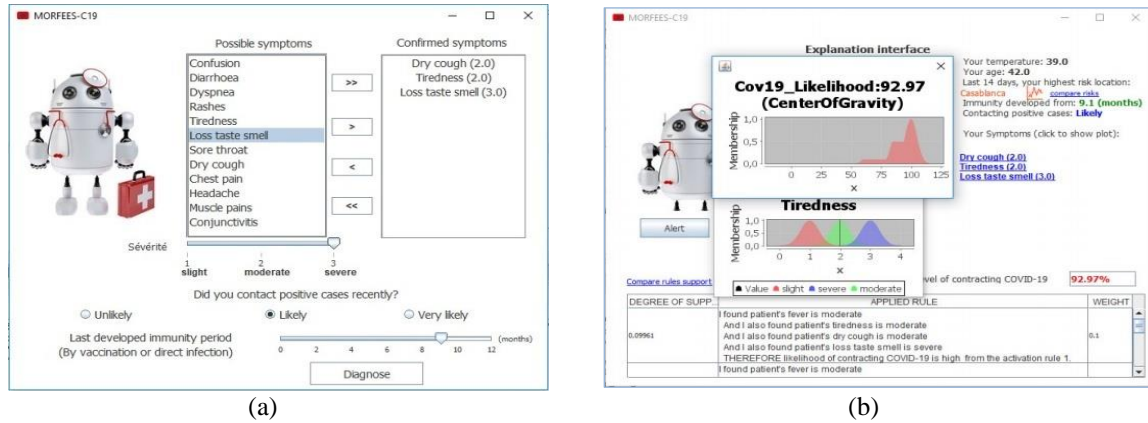 MORFEES-C19
Possible symptoms
Confirmed symptoms
Confusion
Diarrhoea
Dyspnea
Rashes
Tiredness
Loss taste smell
Sore throat
Dry cough
Chest pain
Headache
Muscle pains
Conjunctivitis
>>
>
<
<<
Dry cough (2.0)
Tiredness (2.0)
Loss taste smell (3.0)
Sévérité
1 2 3
slight moderate severe
Did you contact positive cases recently?
Unlikely Likely Very likely
Last developed immunity period
(By vaccination or direct infection)
0 2 4 6 8 10 12 (months)
Diagnose
(a)
MORFEES-C19
Explanation interface
Your temperature: 39.0
Your age: 42.0
Last 14 days, your highest risk location:
Casablanca compare risks
Immunity developed from: 9.1 (months)
Contacting positive cases: Likely
Your Symptoms (click to show plot):
Dry cough (2.0)
Tiredness (2.0)
Loss taste smell (3.0)
Cov19_Likelihood:92.97
(CenterOfGravity)
Membership
1,0
0,5
0,0
0 25 50 75 100 125
x
Tiredness
Membership
1,0
0,5
0,0
0 1 2 3 4
x
Value slight severe moderate
Alert
Compare rules support
evel of contracting COVID-19 92.97%
DEGREE OF SUPP... APPLIED RULE WEIGHT
I found patient's fever is moderate
And I also found patient's tiredness is moderate
0.09961 And I also found patient's dry cough is moderate 0.1
And I also found patient's loss taste smell is severe
THEREFORE likelihood of contracting COVID-19 is high from the activation rule 1.
I found patient's fever is moderate
(b)